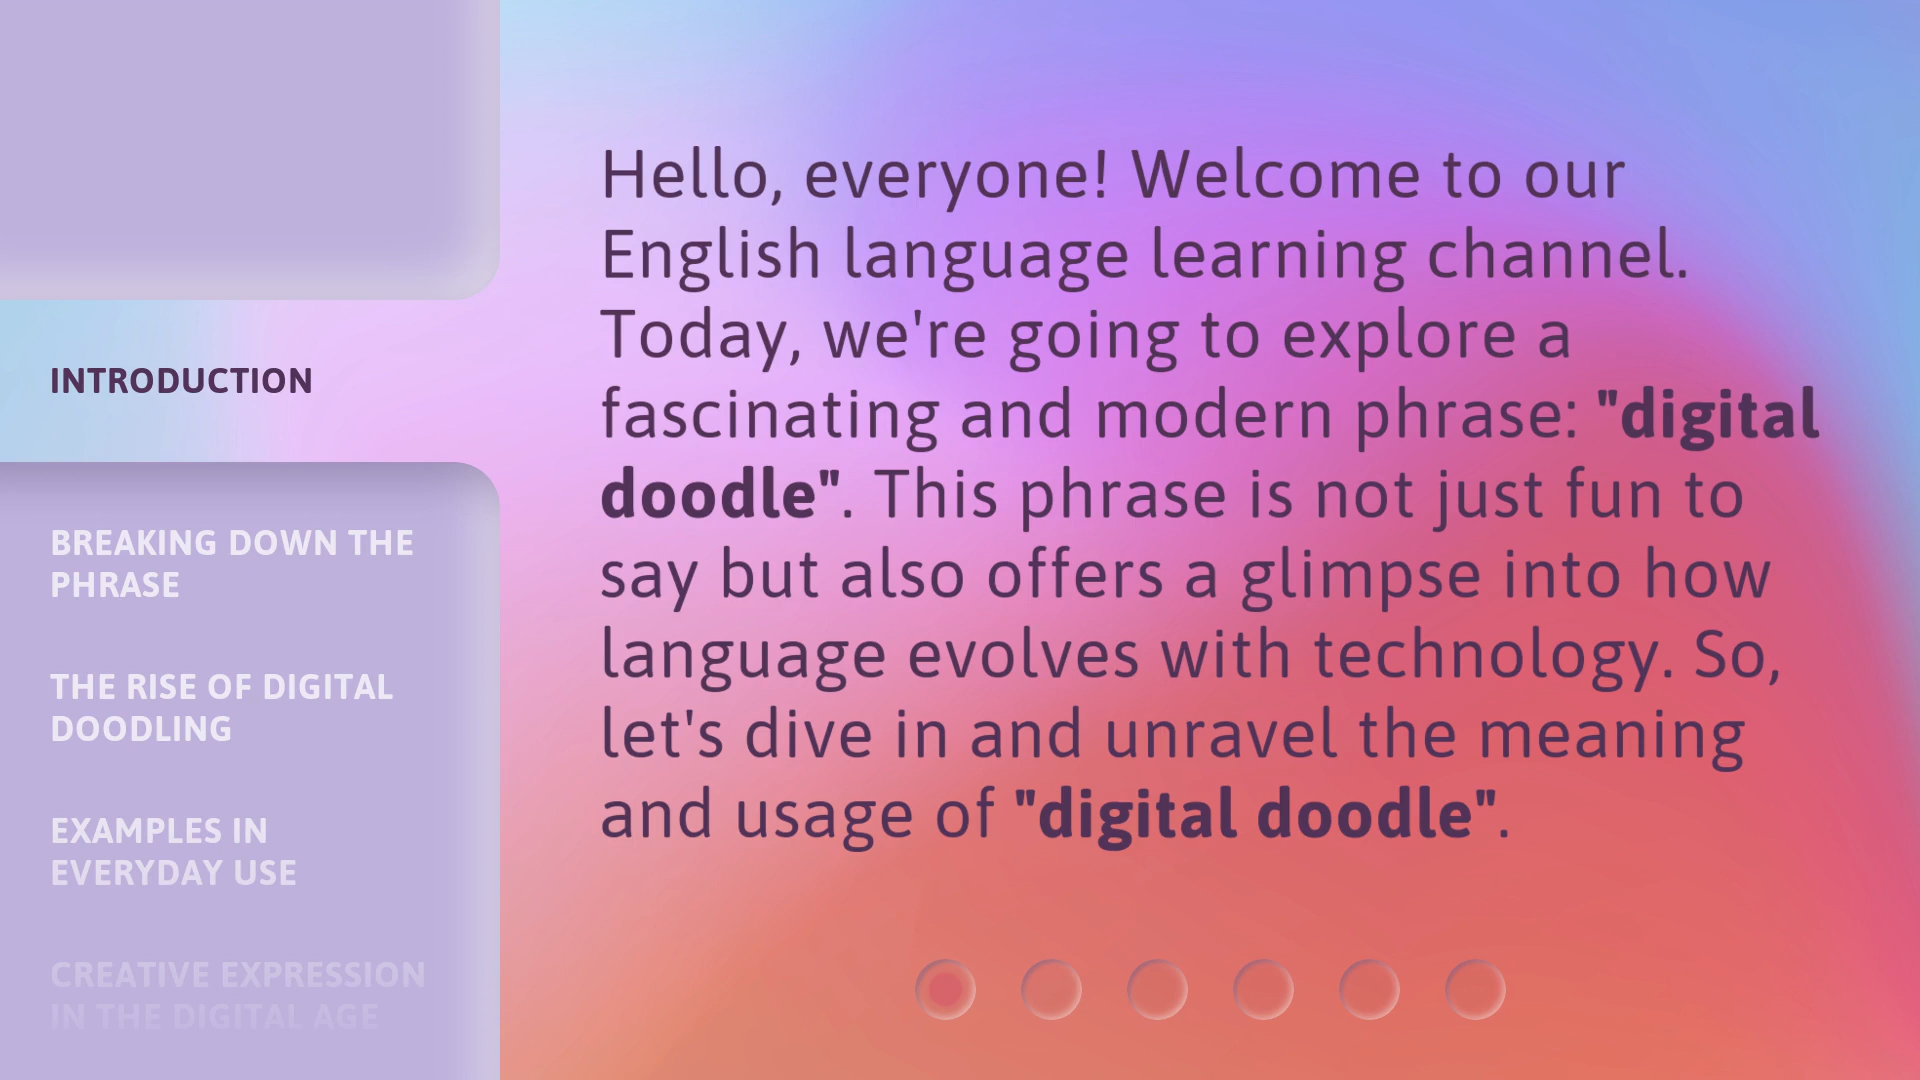 INTRODUCTION
BREAKING DOWN THE
PHRASE
THE RISE OF DIGITAL
DOODLING
EXAMPLES IN
EVERYDAY USE
CREATIVE EXPRESSION
IN THE DIGITAL AGE
Hello, everyone! Welcome to our
English language learning channel.
Today, we're going to explore a
fascinating and modern phrase: "digital
doodle". This phrase is not just fun to
say but also offers a glimpse into how
language evolves with technology. So,
let's dive in and unravel the meaning
and usage of "digital doodle".